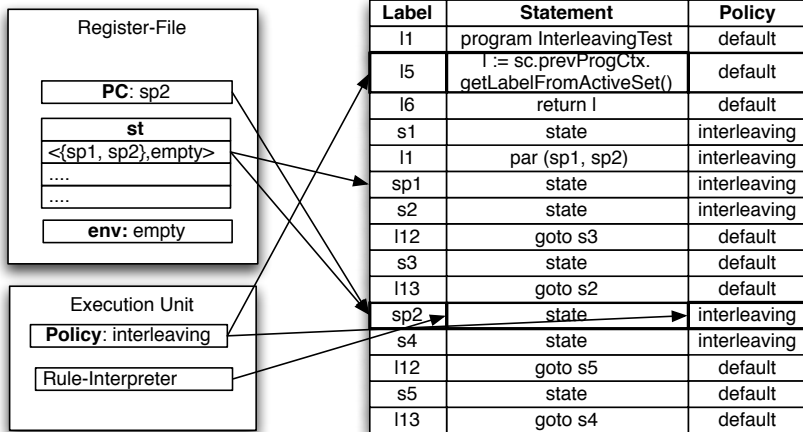 Register-File
PC: sp2
st
<{sp1, sp2},empty>
....
....
env: empty
Execution Unit
Policy: interleaving
Rule-Interpreter
Label Statement Policy
l1 program InterleavingTest default
l5 l := sc.prevProgCtx. default
getLabelFromActiveSet()
l6 return l default
s1 state interleaving
l1 par (sp1, sp2) interleaving
sp1 state interleaving
s2 state interleaving
l12 goto s3 default
s3 state default
l13 goto s2 default
sp2 state interleaving
s4 state interleaving
l12 goto s5 default
s5 state default
l13 goto s4 default